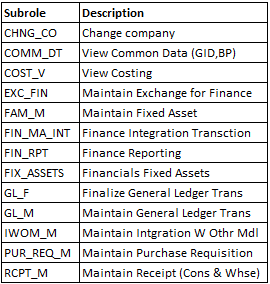 Subrole Description
CHNG_CO Change company
COMM_DT View Common Data (GID,BP)
COST_V View Costing
EXC_FIN Maintain Exchange for Finance
FAM_M Maintain Fixed Asset
FIN_MA_INT Finance Integration Transction
FIN_RPT Finance Reporting
FIX_ASSETS Financials Fixed Assets
GL_F Finalize General Ledger Trans
GL_M Maintain General Ledger Trans
IWOM_M Maintain Intgration W Othr Mdl
PUR_REQ_M Maintain Purchase Requisition
RCPT_M Maintain Receipt (Cons & Whse)